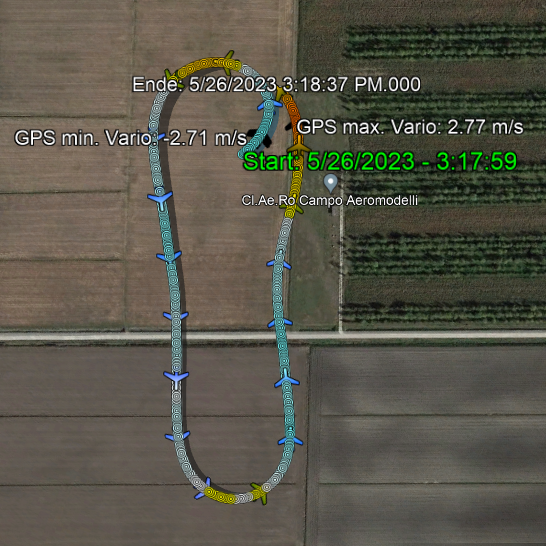 Ende: 5/26/2023 3:18:37 PM.000
GPS min. Vario: -2.71 m/s
GPS max. Vario: 2.77 m/s
Start: 5/26/2023 - 3:17:59
Cl.Ae.Ro Campo Aeromodelli